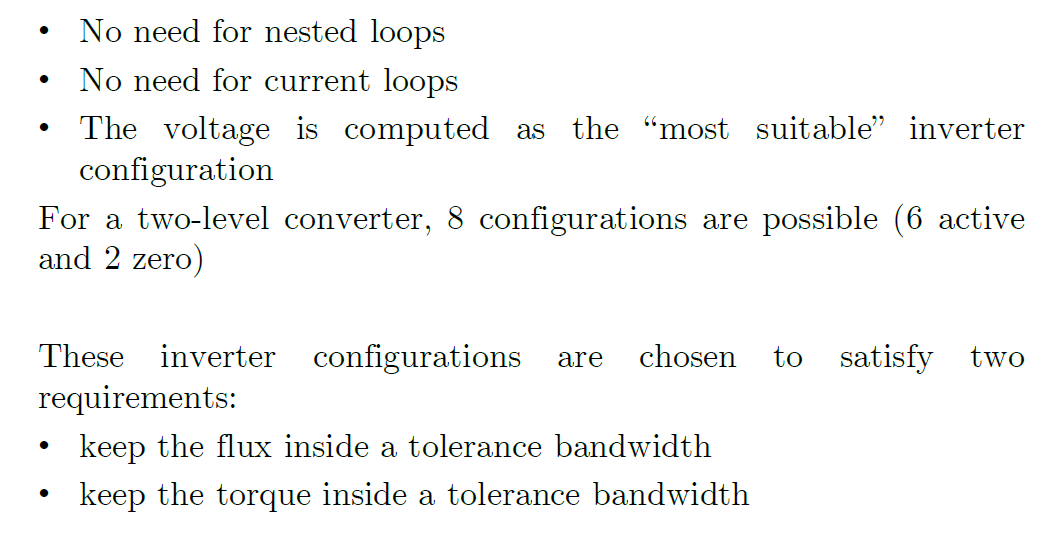 • No need for nested loops
• No need for current loops
• The voltage is computed as the “most suitable” inverter
configuration
For a two-level converter, 8 configurations are possible (6 active
and 2 zero)
These inverter configurations are chosen to satisfy two
requirements:
• keep the flux inside a tolerance bandwidth
• keep the torque inside a tolerance bandwidth